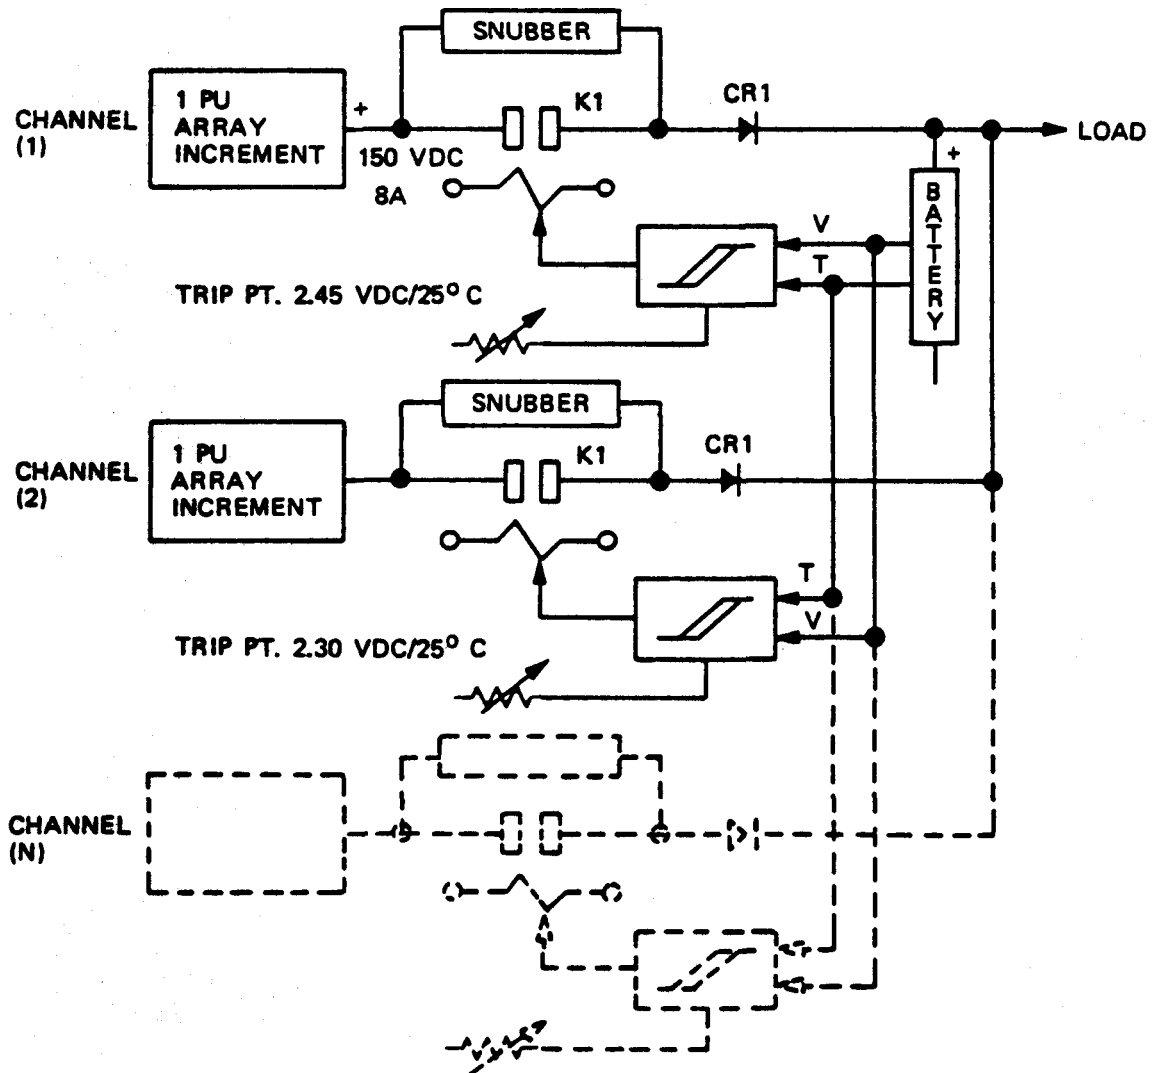 SNUBBER
CHANNEL
(1)
1 PU
ARRAY
INCREMENT
+
150 VDC
8A
K1
CR1
+
LOAD
BATTERY
V
T
TRIP PT. 2.45 VDC/25° C
SNUBBER
CHANNEL
(2)
1 PU
ARRAY
INCREMENT
K1
CR1
T
V
TRIP PT. 2.30 VDC/25° C
CHANNEL
(N)